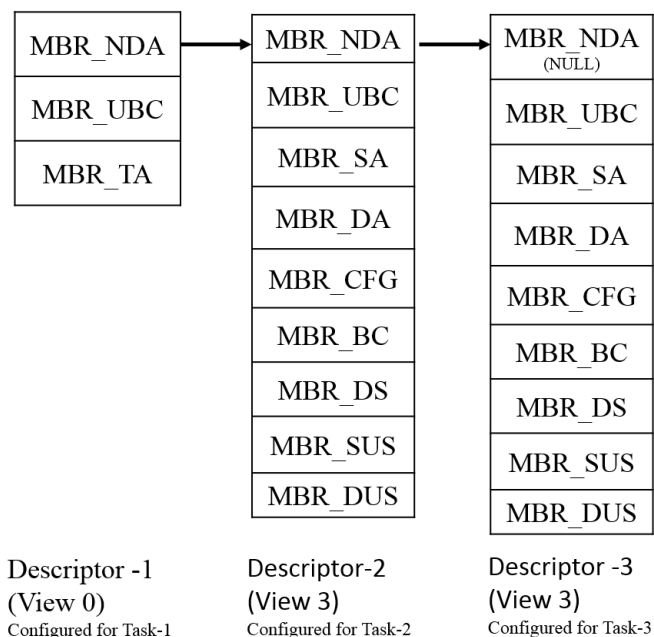 MBR_NDA
MBR_UBC
MBR_TA
Descriptor -1
(View 0)
Configured for Task-1
MBR_NDA
MBR_UBC
MBR_SA
MBR_DA
MBR_CFG
MBR_BC
MBR_DS
MBR_SUS
MBR_DUS
Descriptor-2
(View 3)
Configured for Task-2
MBR_NDA
(NULL)
MBR_UBC
MBR_SA
MBR_DA
MBR_CFG
MBR_BC
MBR_DS
MBR_SUS
MBR_DUS
Descriptor -3
(View 3)
Configured for Task-3